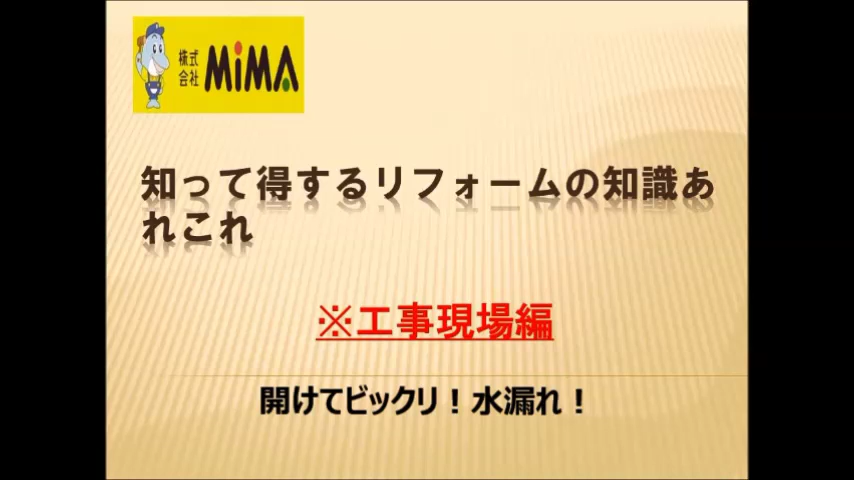 株式
会社 MiMA
知って得するリフォームの知識あ
れこれ
※工事現場編
開けてビックリ！水漏れ！